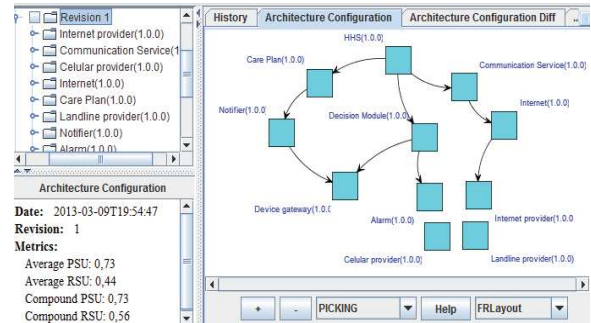 Revision 1
Internet provider(1.0.0)
Communication Service(1
Celular provider(1.0.0)
Internet(1.0.0)
Care Plan(1.0.0)
Landline provider(1.0.0)
Notifier(1.0.0)
Alarm(1.0.0)
Architecture Configuration
Date: 2013-03-09T19:54:47
Revision: 1
Metrics:
Average PSU: 0,73
Average RSU: 0,44
Compound PSU: 0,73
Compound RSU: 0,56
History Architecture Configuration Architecture Configuration Diff ..
HHS(1.0.0)
Care Plan(1.0.0)
Communication Service(1.0.0)
Notifier(1.0.0)
Decision Module(1.0.0)
Internet(1.0.0)
Device gateway(1.0.0
Alarm(1.0.0)
Internet provider(1.0.0
Celular provider(1.0.0)
Landline provider(1.0.0)
+ - PICKING Help FRLayout